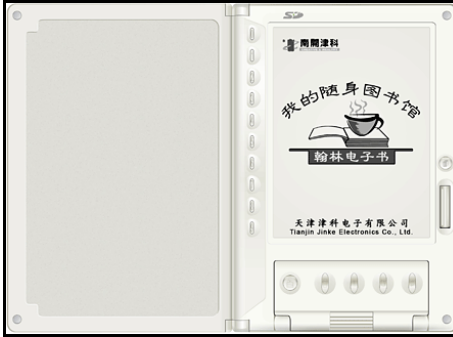 SD
南開津科
我的随身图书馆
翰林电子书
天津津科电子有限公司
Tianjin Jinke Electronics Co., Ltd.